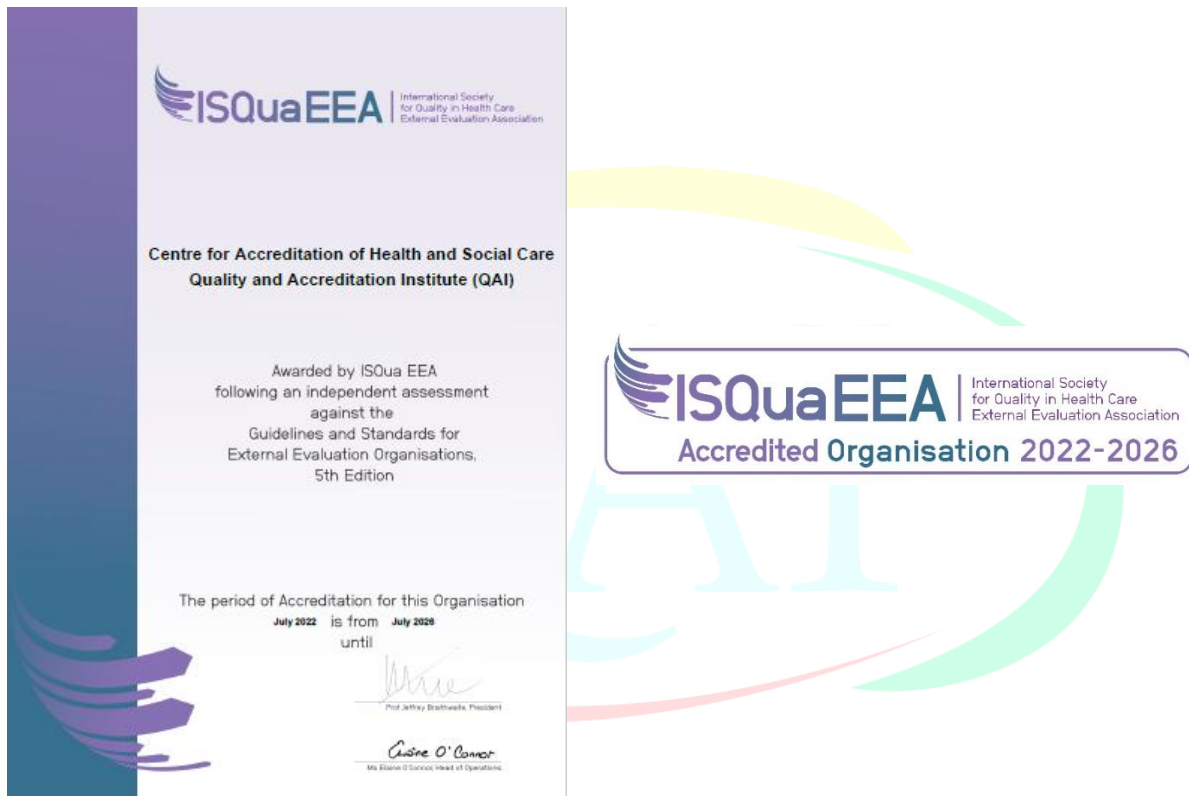 ISQuaEEA
International Society
for Quality in Health Care
External Evaluation Association
Centre for Accreditation of Health and Social Care
Quality and Accreditation Institute (QAI)
Awarded by ISQua EEA
following an independent assessment
against the
Guidelines and Standards for
External Evaluation Organisations,
5th Edition
The period of Accreditation for this Organisation
July 2022 is from July 2026
until
Prof Jeffrey Braithwaite, President
Elaine O'Connor
Ms Elaine O'Connor, Head of Operations
ISQuaEEA
International Society
for Quality in Health Care
External Evaluation Association
Accredited Organisation 2022-2026
AI